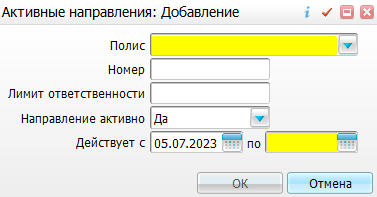 Активные направления: Добавление
Полис
Номер
Лимит ответственности
Направление активно Да
Действует с 05.07.2023 по
ОК Отмена